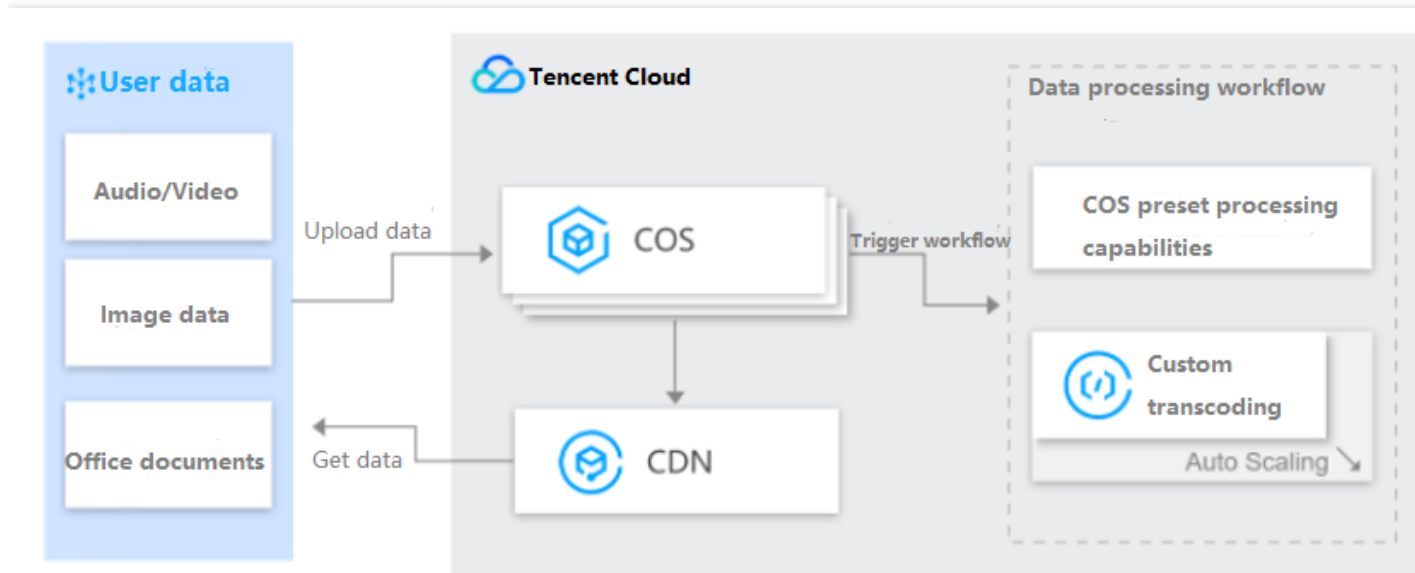 User data
Audio/Video
Image data
Office documents
Upload data
Get data
Tencent Cloud
COS
CDN
Trigger workflow
Data processing workflow
COS preset processing
capabilities
Custom
transcoding
Auto Scaling